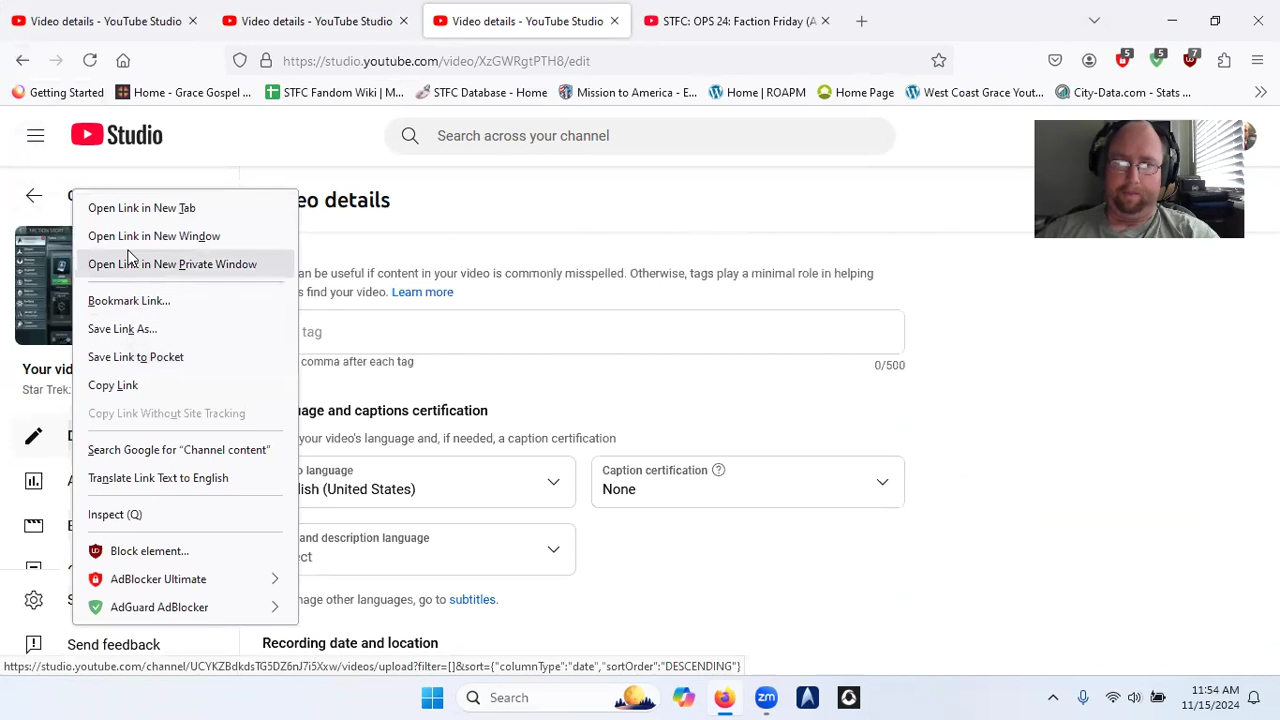 Video details - YouTube Studio
Video details - YouTube Studio
Video details - YouTube Studio
STFC: OPS 24: Faction Friday (A
https://studio.youtube.com/video/XzGWRgtPTH8/edit
5
5
7
Getting Started
Home - Grace Gospel ...
STFC Fandom Wiki | M...
STFC Database - Home
Mission to America - E...
Home | ROAPM
Home Page
West Coast Grace Yout...
City-Data.com - Stats ...
Studio
Search across your channel
eo details
Open Link in New Tab
Open Link in New Window
Open Link in New Private Window
Bookmark Link...
Save Link As...
Save Link to Pocket
Copy Link
Copy Link Without Site Tracking
Search Google for “Channel content”
Translate Link Text to English
Inspect (Q)
Block element...
AdBlocker Ultimate
AdGuard AdBlocker
Your vid
Star Trek:
Send feedback
can be useful if content in your video is commonly misspelled. Otherwise, tags play a minimal role in helping
s find your video. Learn more
tag
comma after each tag
0/500
age and captions certification
your video's language and, if needed, a caption certification
o language
lish (United States)
Caption certification
None
and description language
ct
nage other languages, go to subtitles.
Recording date and location
https://studio.youtube.com/channel/UCYKZBdkdsTG5DZ6nJ7i5Xxw/videos/upload?filter=[]&sort={"columnType":"date","sortOrder":"DESCENDING"}
Search
zm
11:54 AM
11/15/2024